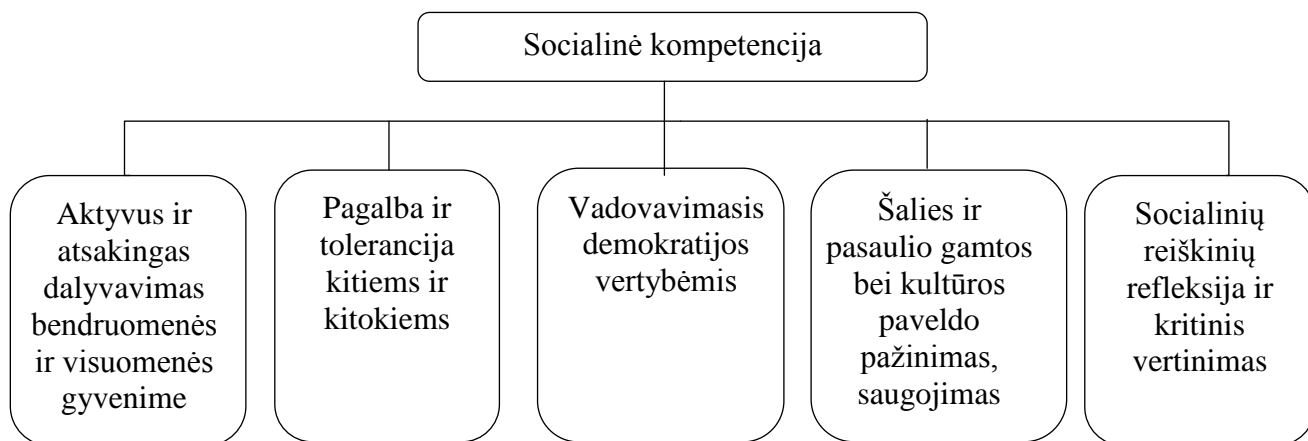 Socialinė kompetencija
Aktyvus ir
atsakingas
dalyvavimas
bendruomenės
ir visuomenės
gyvenime
Pagalba ir
tolerancija
kitiems ir
kitokiems
Vadovavimasis
demokratijos
vertybėmis
Šalies ir
pasaulio gamtos
bei kultūros
paveldo
pažinimas,
saugojimas
Socialinių
reiškinių
refleksija ir
kritinis
vertinimas